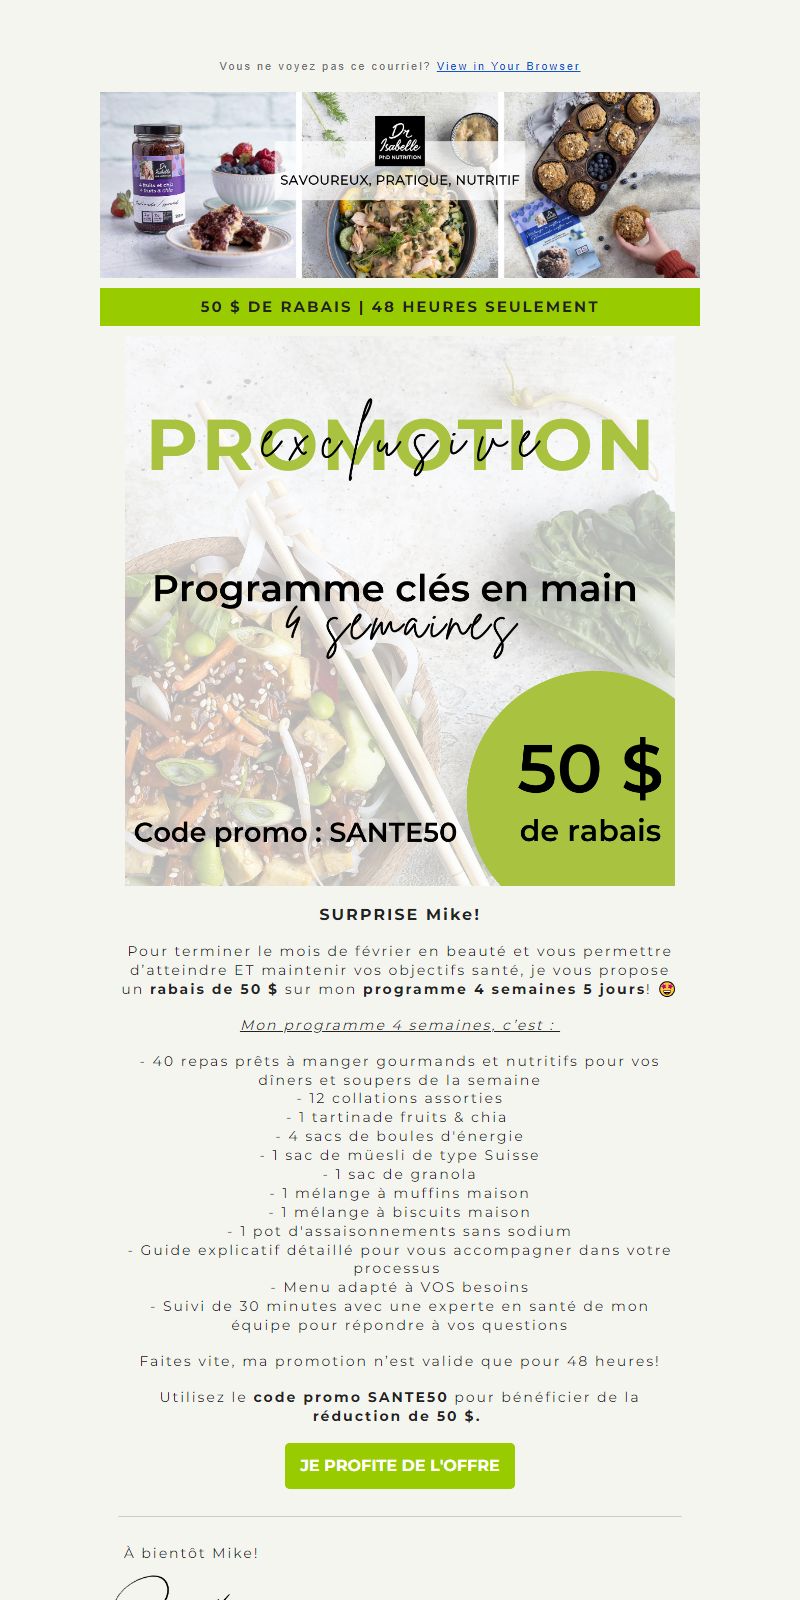 Vous ne voyez pas ce courriel? View in Your Browser
Dr
Isabelle
PhD NUTRITION
SAVOUREUX, PRATIQUE, NUTRITIF
50 $ DE RABAIS | 48 HEURES SEULEMENT
PROMOTION
exclusive
Programme clés en main
4 semaines
50 $
de rabais
Code promo : SANTE50
SURPRISE Mike!
Pour terminer le mois de février en beauté et vous permettre
d’atteindre ET maintenir vos objectifs santé, je vous propose
un rabais de 50 $ sur mon programme 4 semaines 5 jours! 🤩
Mon programme 4 semaines, c’est :
- 40 repas prêts à manger gourmands et nutritifs pour vos
dîners et soupers de la semaine
- 12 collations assorties
- 1 tartinade fruits & chia
- 4 sacs de boules d'énergie
- 1 sac de müesli de type Suisse
- 1 sac de granola
- 1 mélange à muffins maison
- 1 mélange à biscuits maison
- 1 pot d'assaisonnements sans sodium
- Guide explicatif détaillé pour vous accompagner dans votre
processus
- Menu adapté à VOS besoins
- Suivi de 30 minutes avec une experte en santé de mon
équipe pour répondre à vos questions
Faites vite, ma promotion n’est valide que pour 48 heures!
Utilisez le code promo SANTE50 pour bénéficier de la
réduction de 50 $.
JE PROFITE DE L'OFFRE
À bientôt Mike!